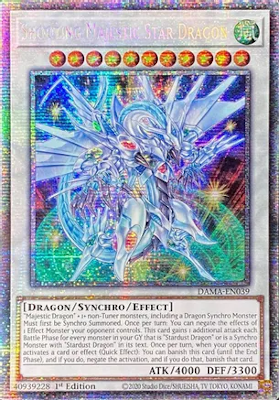 Shooting Majestic Star Dragon
DAMA-EN039
[DRAGON/SYNCHRO/EFFECT]
"Majestic Dragon" + 1+ non-Tuner monsters, including a Dragon Synchro Monster
Must first be Synchro Summoned. Once per turn: You can negate the effects of
1 Effect Monster your opponent controls. This card gains 1 additional attack each
Battle Phase for every monster in your GY that is "Stardust Dragon" or is a Synchro
Monster with "Stardust Dragon" in its text. Once per turn, when your opponent
activates a card or effect (Quick Effect): You can banish this card (until the End
Phase), and if you do, negate that activation, and if you do that, banish that card.
ATK/4000 DEF/3300
40939228 1st Edition ©2020 Studio Dice/SHUEISHA, TV TOKYO, KONAMI